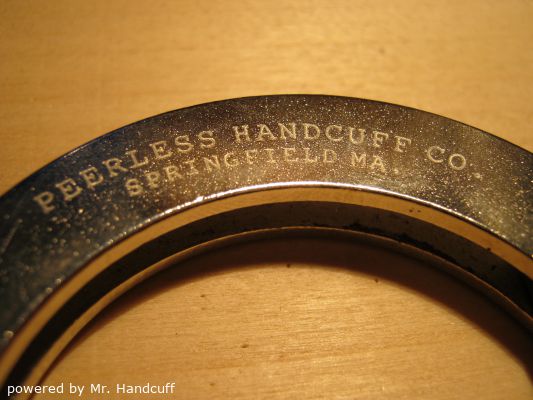 PEERLESS HANDCUFF CO.
SPRINGFIELD MA.
powered by Mr. Handcuff